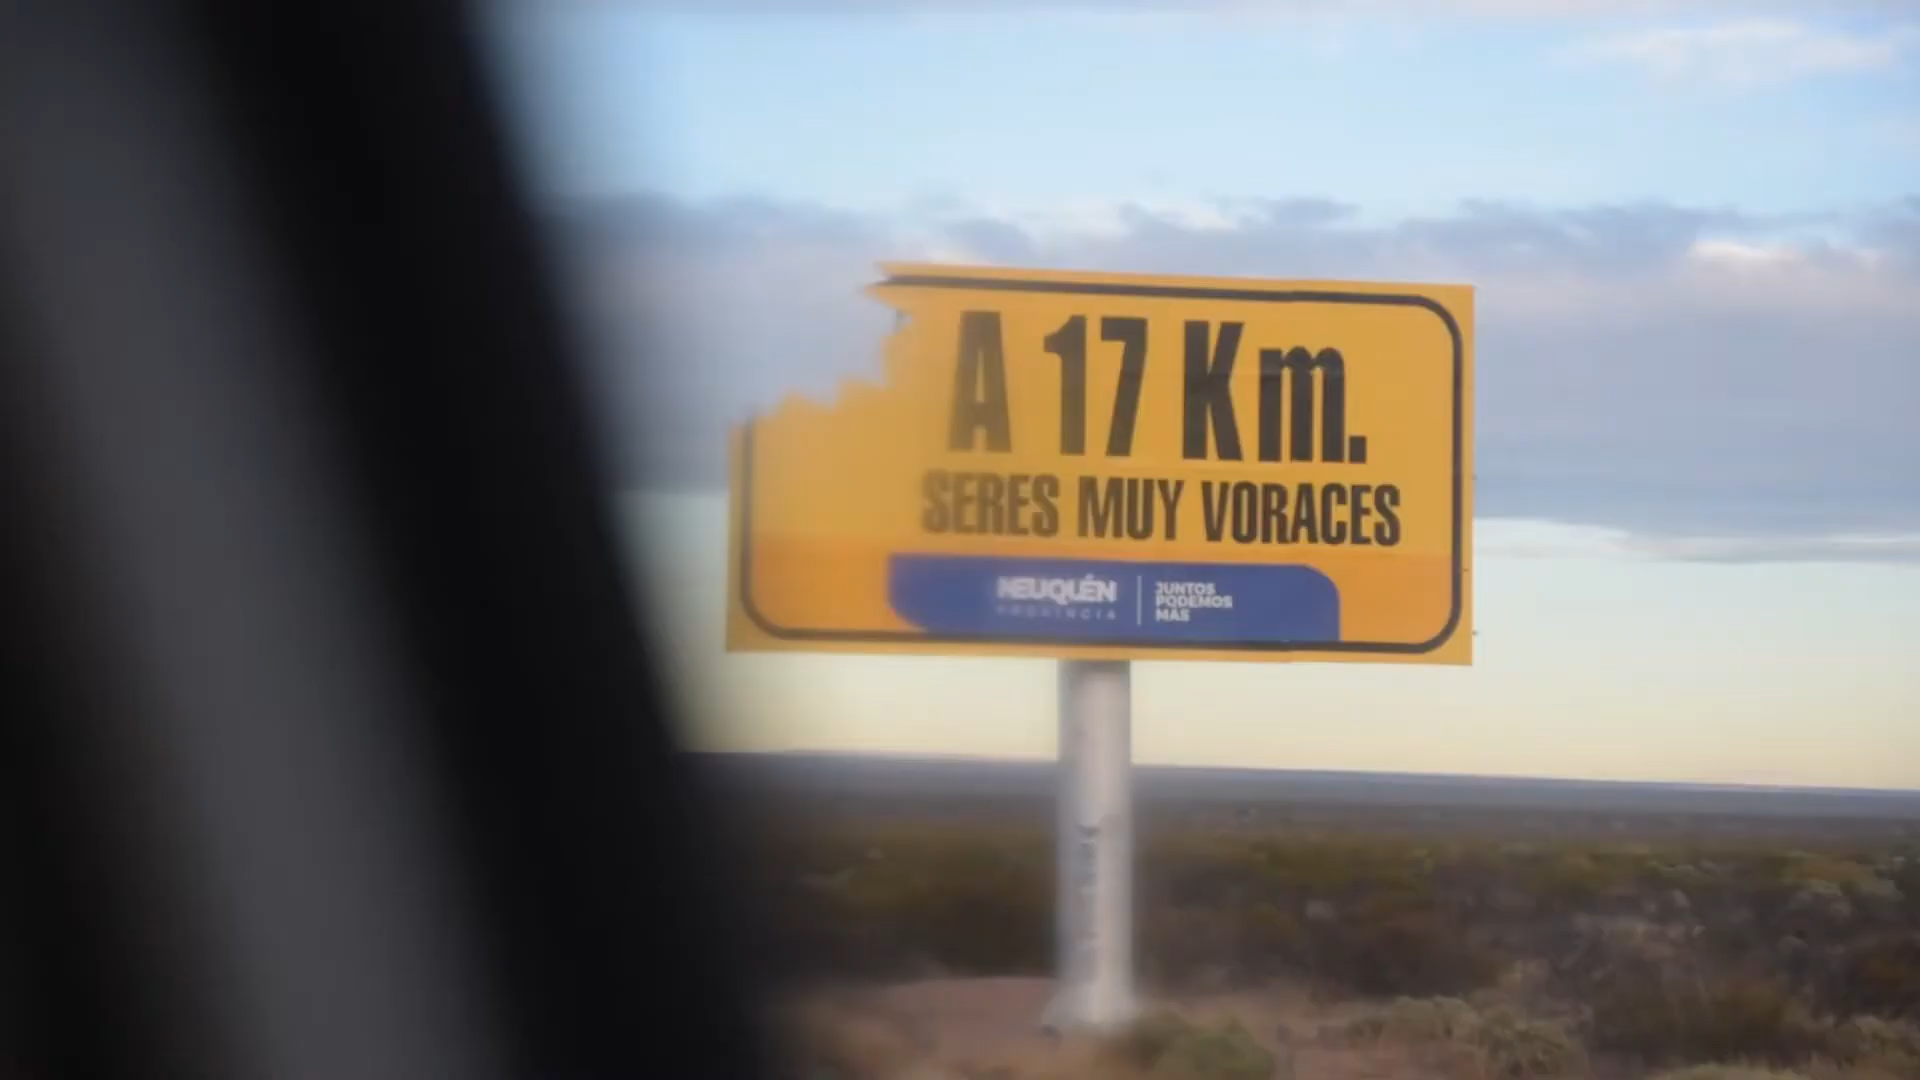 A 17 Km.
SERES MUY VORACES
NEUQUÉN
PROVINCIA
JUNTOS
PODEMOS
MÁS